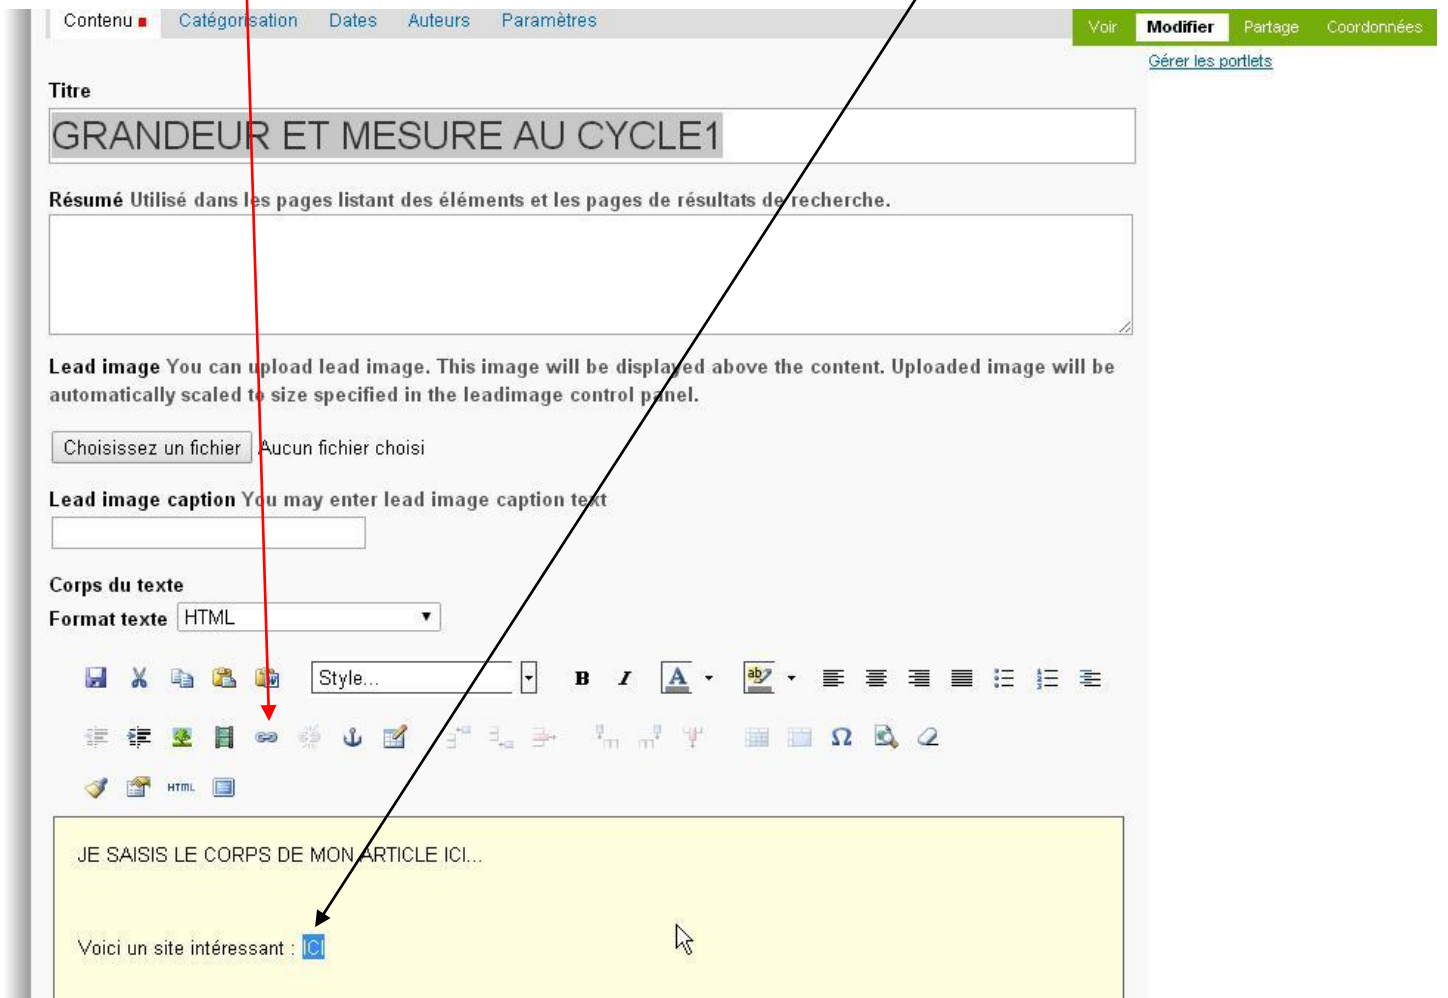 Contenu Catégorisation Dates Auteurs Paramètres
Voir Modifier Partage Coordonnées
Gérer les portlets
Titre
GRANDEUR ET MESURE AU CYCLE1
Résumé Utilisé dans les pages listant des éléments et les pages de résultats de recherche.
Lead image You can upload lead image. This image will be displayed above the content. Uploaded image will be
automatically scaled to size specified in the leadimage control panel.
Choisissez un fichier Aucun fichier choisi
Lead image caption You may enter lead image caption text
Corps du texte
Format texte HTML
Style...
B I A ab
Ω
HTML
JE SAISIS LE CORPS DE MON ARTICLE ICI...
Voici un site intéressant : ICI